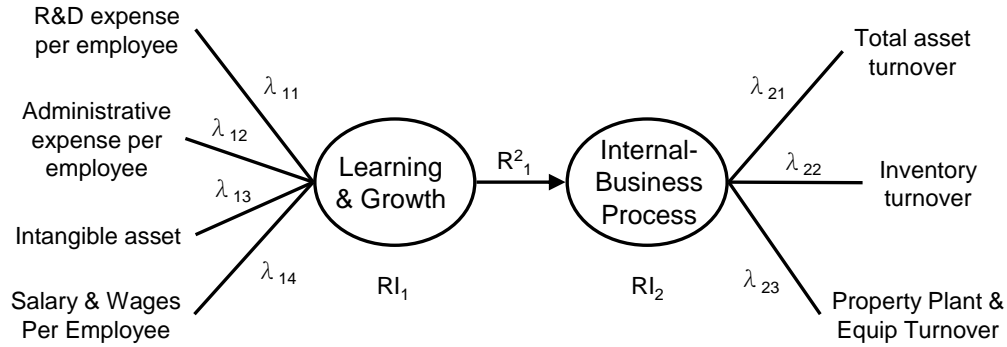 R&D expense
per employee
λ 11
Administrative
expense per
employee
λ 12
λ 13
Intangible asset
λ 14
Salary & Wages
Per Employee
Learning
& Growth
RI1
R²1
Internal-
Business
Process
RI2
λ 21
Total asset
turnover
λ 22
Inventory
turnover
λ 23
Property Plant &
Equip Turnover